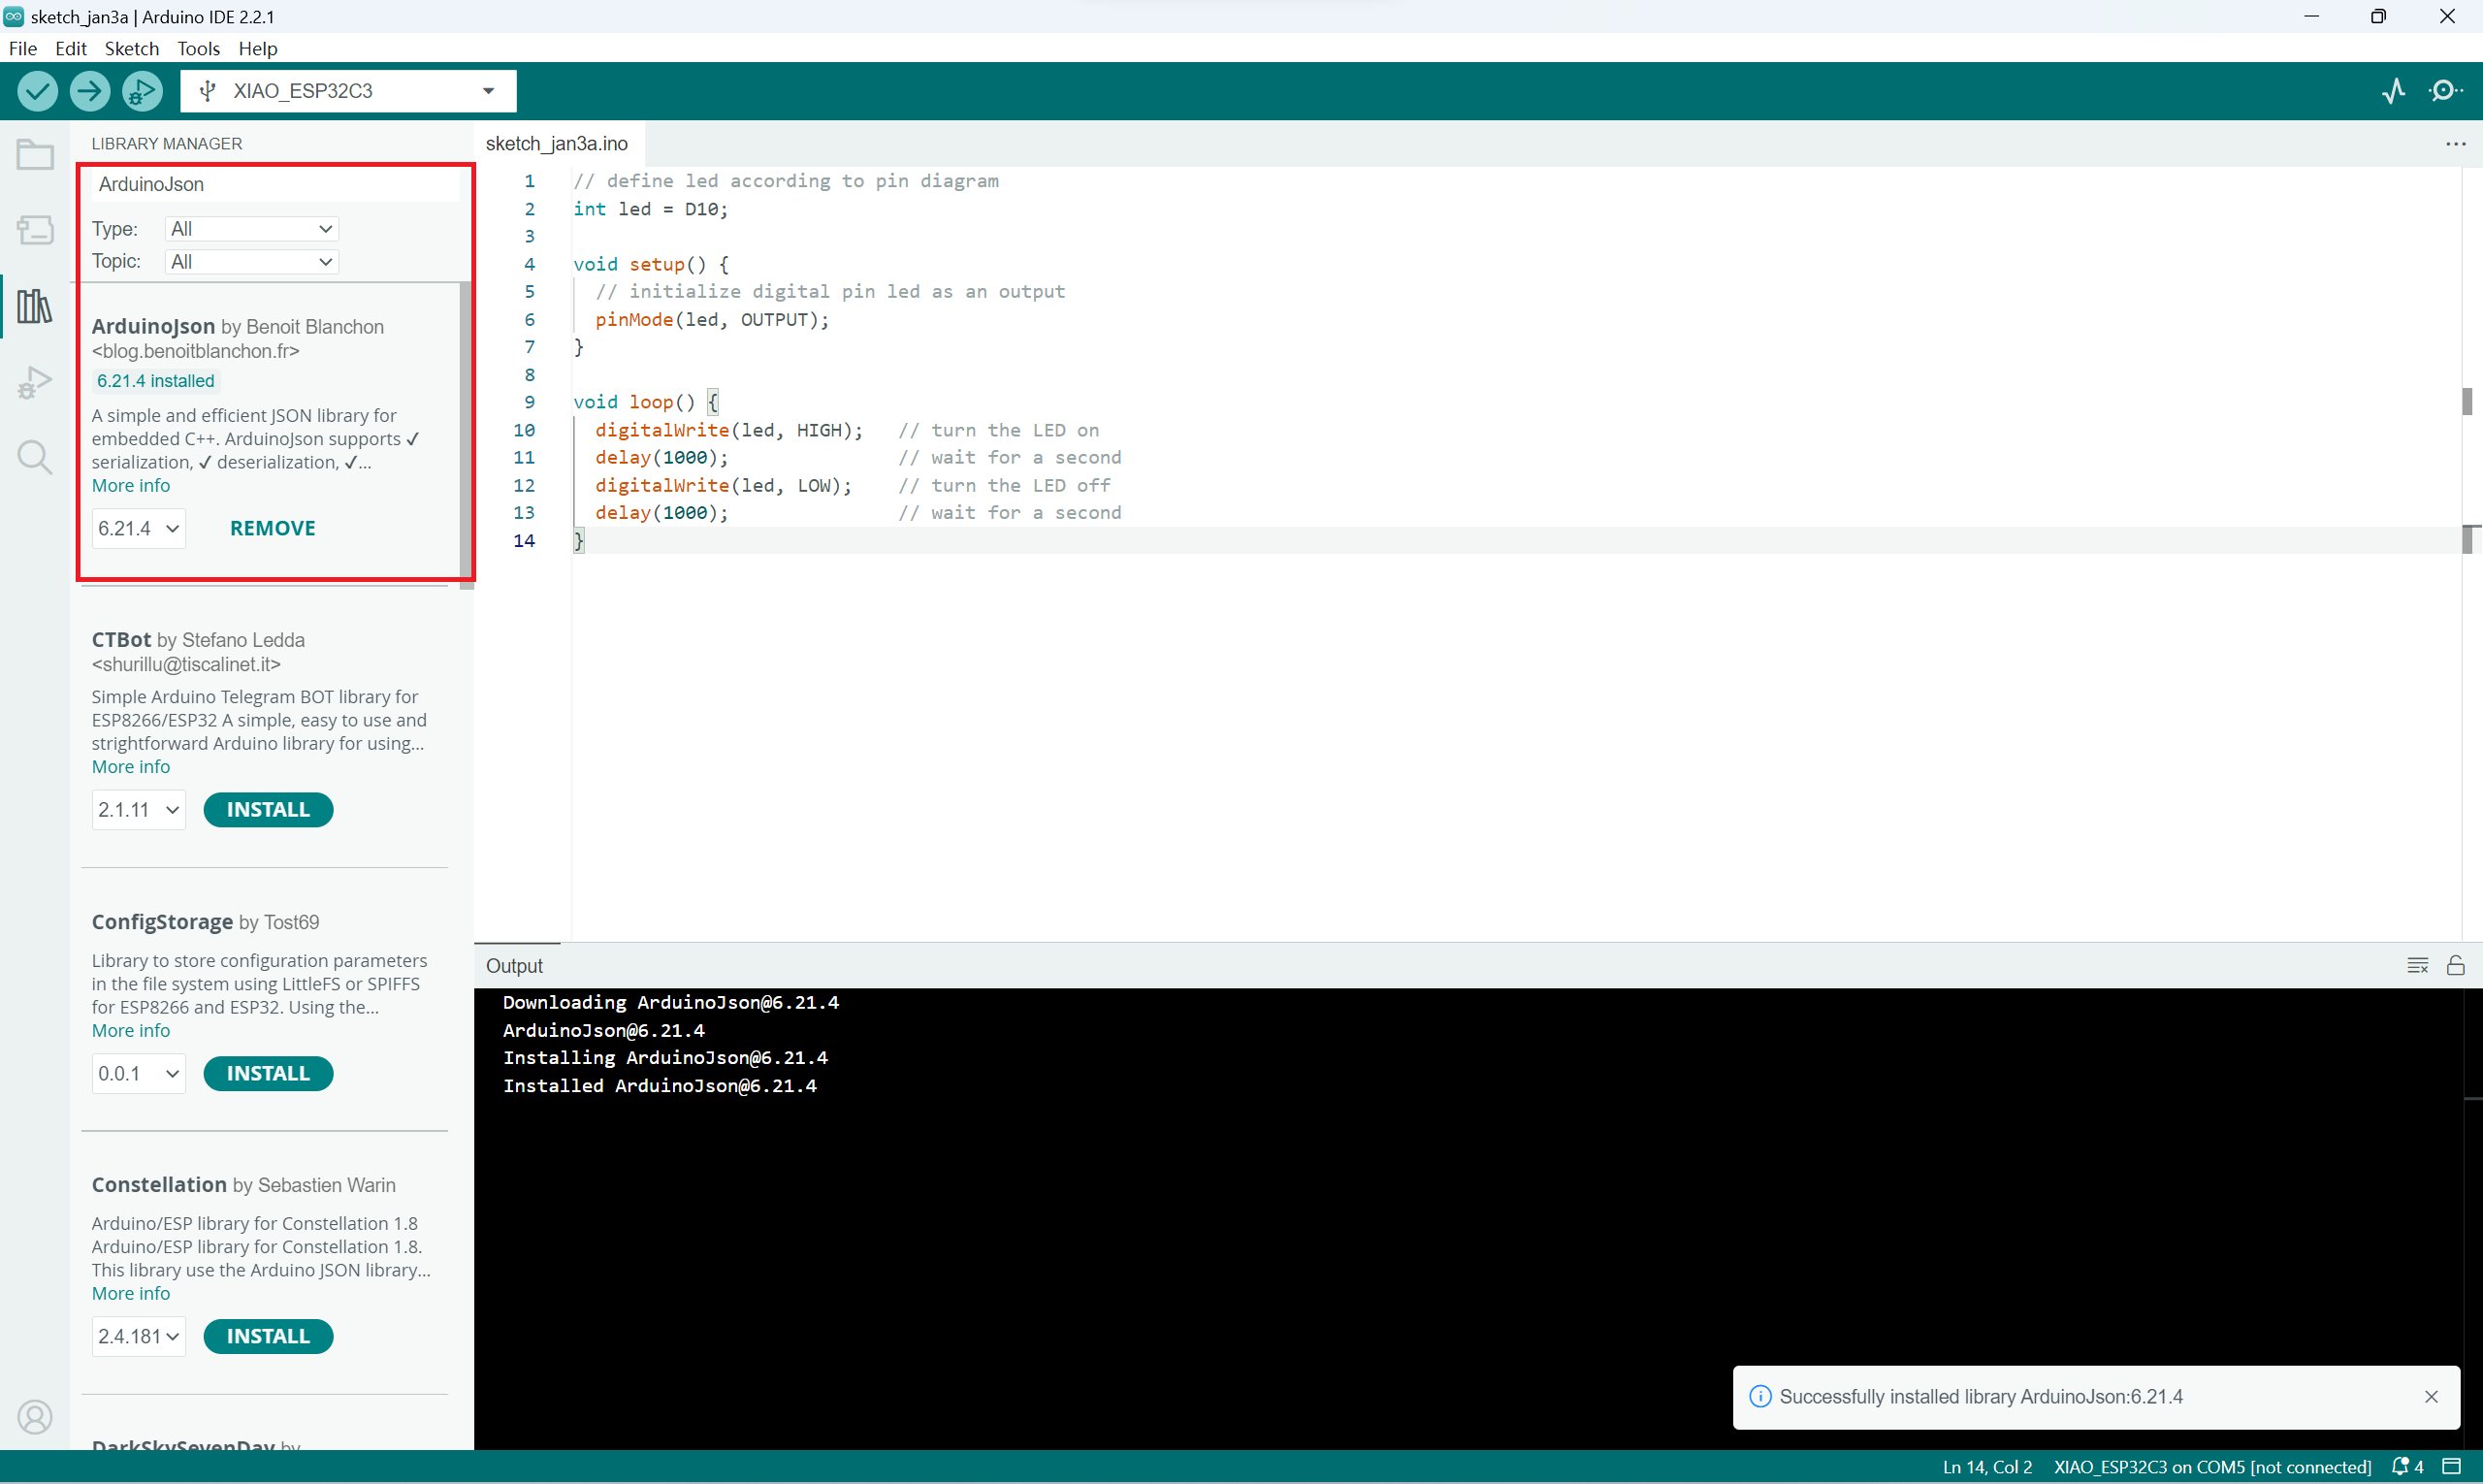 sketch_jan3a | Arduino IDE 2.2.1
File Edit Sketch Tools Help
XIAO_ESP32C3
LIBRARY MANAGER
ArduinoJson
Type: All
Topic: All
ArduinoJson by Benoit Blanchon
<blog.benoitblanchon.fr>
6.21.4 installed
A simple and efficient JSON library for
embedded C++. ArduinoJson supports ✓
serialization, ✓ deserialization, ✓...
More info
6.21.4 REMOVE
CTBot by Stefano Ledda
<shurillu@tiscalinet.it>
Simple Arduino Telegram BOT library for
ESP8266/ESP32 A simple, easy to use and
strightforward Arduino library for using...
More info
2.1.11 INSTALL
ConfigStorage by Tost69
Library to store configuration parameters
in the file system using LittleFS or SPIFFS
for ESP8266 and ESP32. Using the...
More info
0.0.1 INSTALL
Constellation by Sebastien Warin
Arduino/ESP library for Constellation 1.8
Arduino/ESP library for Constellation 1.8.
This library use the Arduino JSON library...
More info
2.4.181 INSTALL
DarkSkySevenDay by
sketch_jan3a.ino
1 // define led according to pin diagram
2 int led = D10;
3
4 void setup() {
5 // initialize digital pin led as an output
6 pinMode(led, OUTPUT);
7 }
8
9 void loop() {
10 digitalWrite(led, HIGH); // turn the LED on
11 delay(1000); // wait for a second
12 digitalWrite(led, LOW); // turn the LED off
13 delay(1000); // wait for a second
14 }
Output
Downloading ArduinoJson@6.21.4
ArduinoJson@6.21.4
Installing ArduinoJson@6.21.4
Installed ArduinoJson@6.21.4
Successfully installed library ArduinoJson:6.21.4
Ln 14, Col 2 XIAO_ESP32C3 on COM5 [not connected] 4